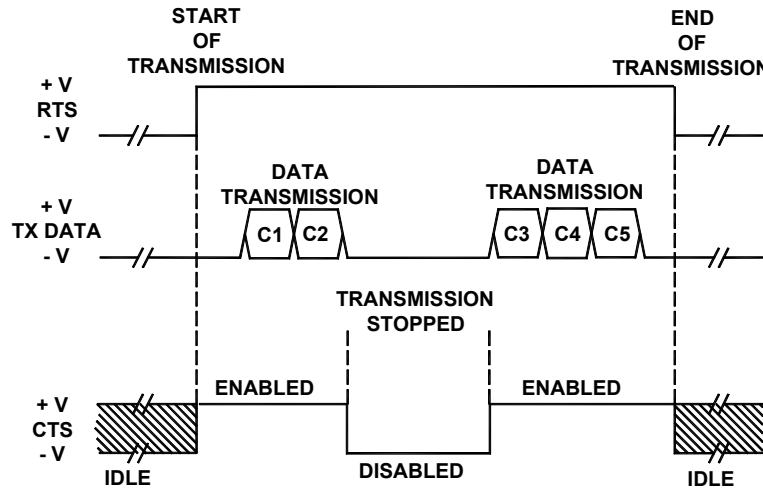 START
OF
TRANSMISSION
END
OF
TRANSMISSION
+ V
RTS
- V
DATA
TRANSMISSION
DATA
TRANSMISSION
+ V
TX DATA
- V
C1 C2 C3 C4 C5
TRANSMISSION
STOPPED
ENABLED ENABLED
+ V
CTS
- V
IDLE DISABLED IDLE